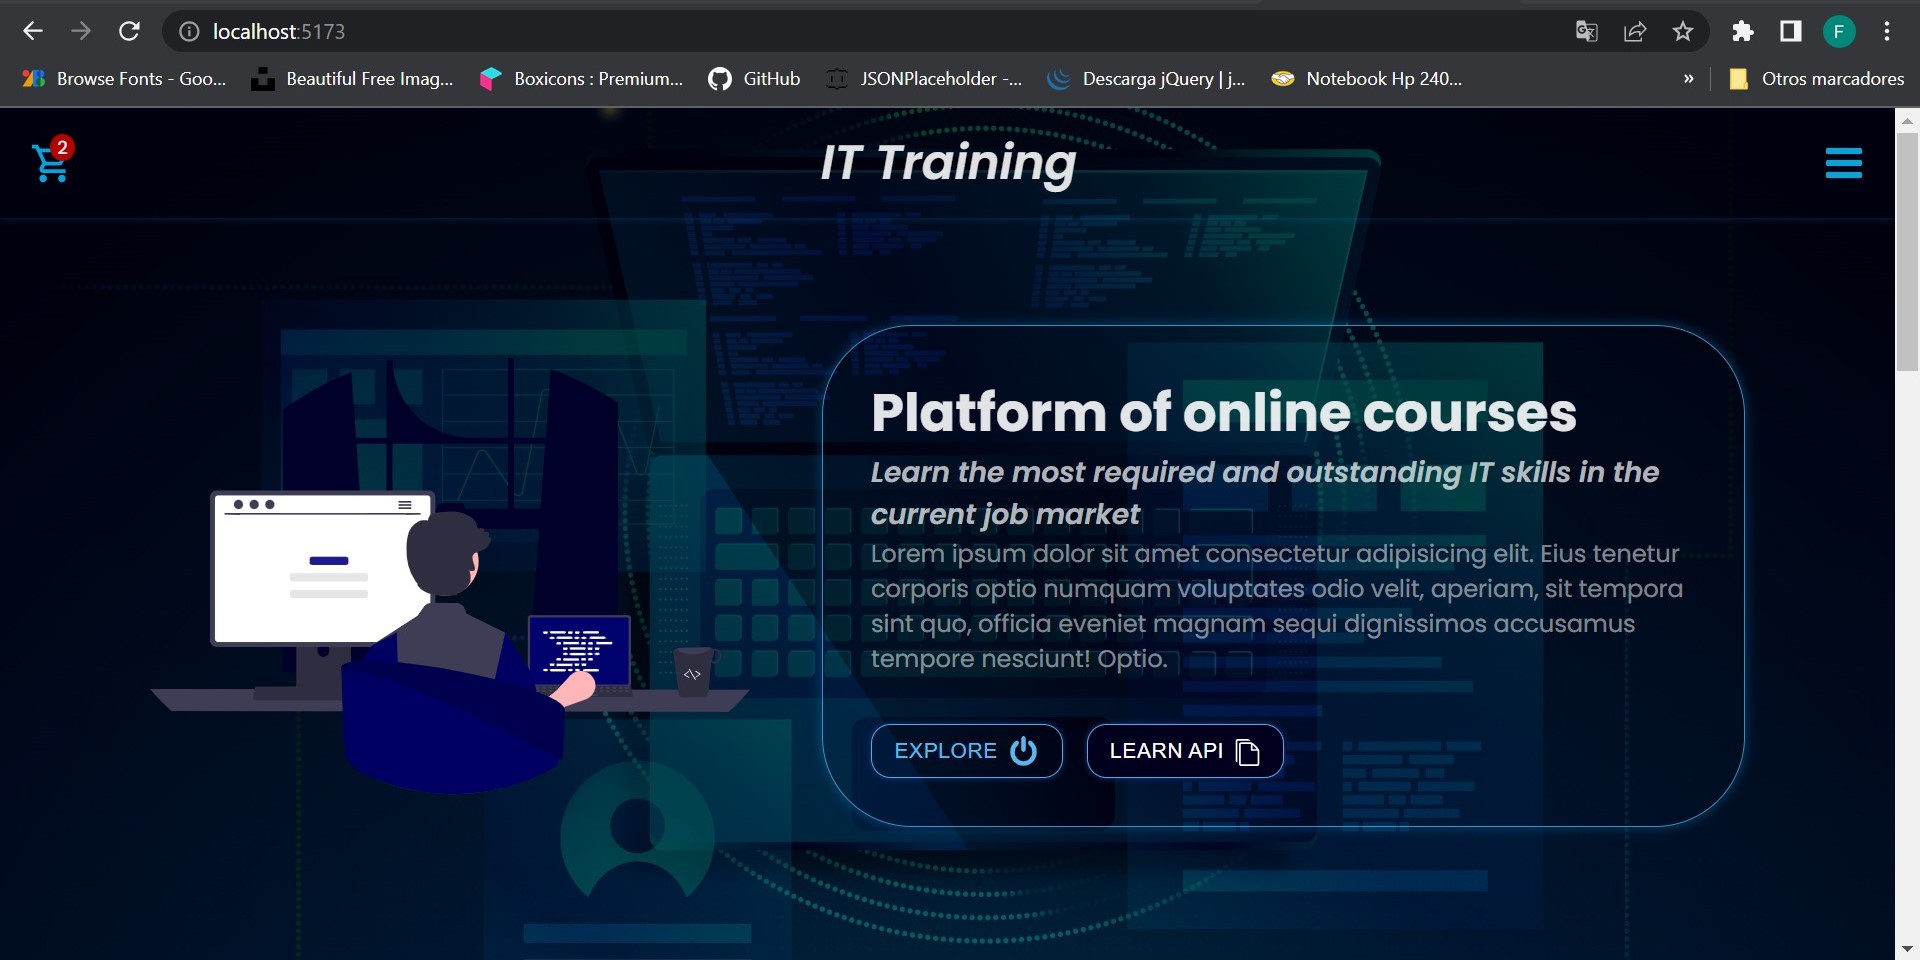 localhost:5173
F
Browse Fonts - Goo...
Beautiful Free Imag...
Boxicons : Premium...
GitHub
JSONPlaceholder -...
Descarga jQuery | j...
Notebook Hp 240...
»
Otros marcadores
2
IT Training
Platform of online courses
Learn the most required and outstanding IT skills in the
current job market
Lorem ipsum dolor sit amet consectetur adipisicing elit. Eius tenetur
corporis optio numquam voluptates odio velit, aperiam, sit tempora
sint quo, officia eveniet magnam sequi dignissimos accusamus
tempore nesciunt! Optio.
</>
EXPLORE
LEARN API